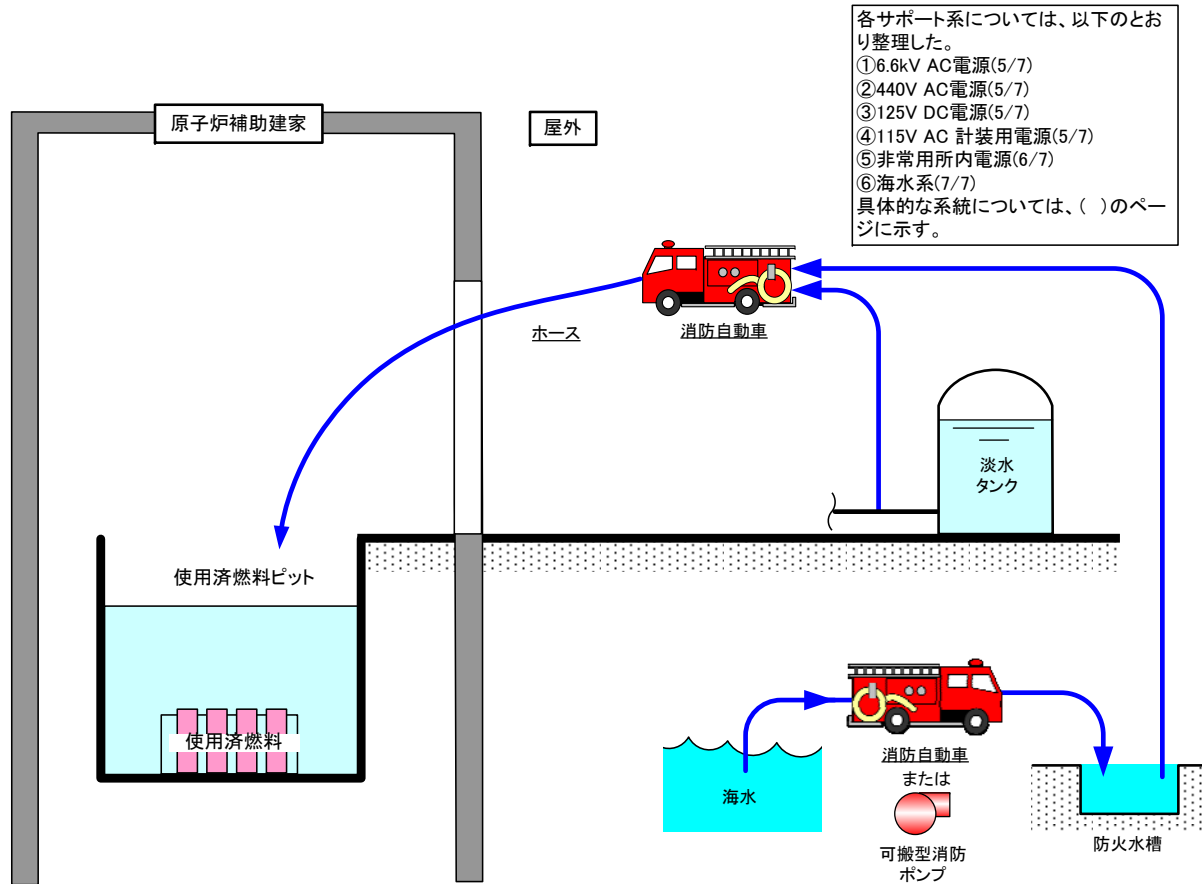 各サポート系については、以下のとお
り整理した。
①6.6kV AC電源(5/7)
②440V AC電源(5/7)
③125V DC電源(5/7)
④115V AC 計装用電源(5/7)
⑤非常用所内電源(6/7)
⑥海水系(7/7)
具体的な系統については、( )のペー
ジに示す。
原子炉補助建家
屋外
ホース
消防自動車
淡水
タンク
使用済燃料ピット
使用済燃料
海水
消防自動車
または
可搬型消防
ポンプ
防火水槽